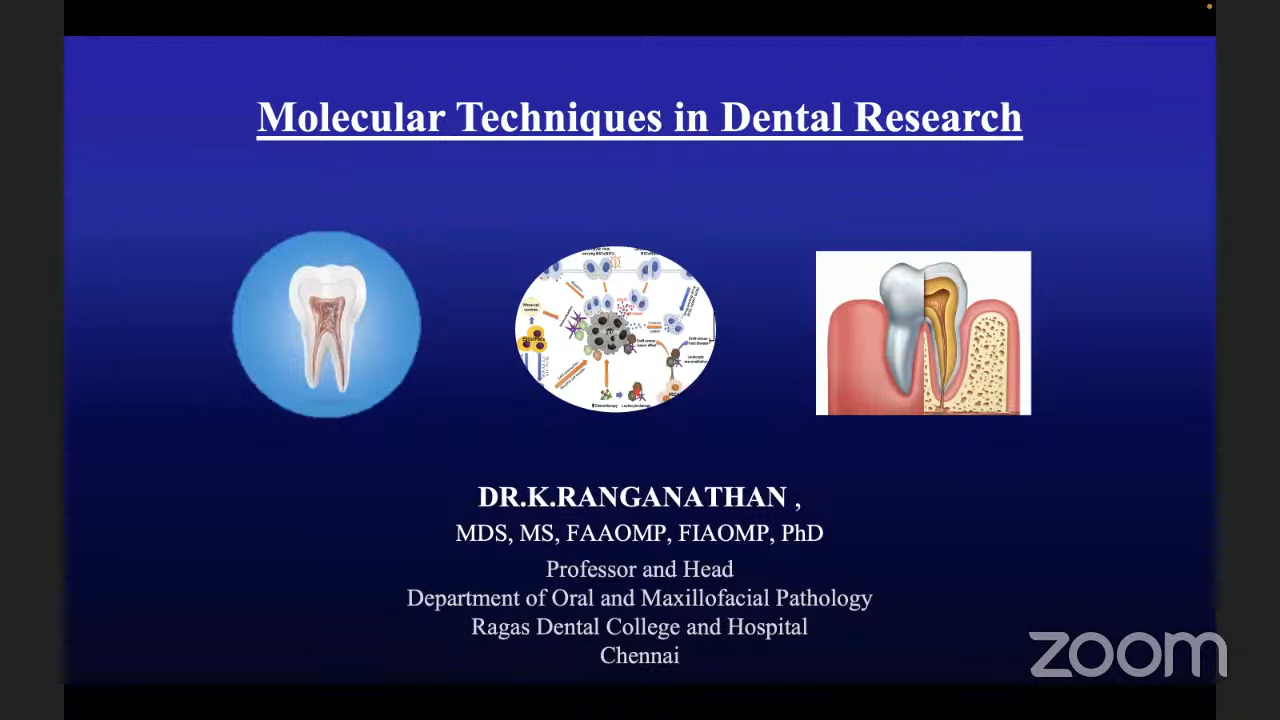 Molecular Techniques in Dental Research
DR.K.RANGANATHAN ,
MDS, MS, FAAOMP, FIAOMP, PhD
Professor and Head
Department of Oral and Maxillofacial Pathology
Ragas Dental College and Hospital
Chennai
zoom